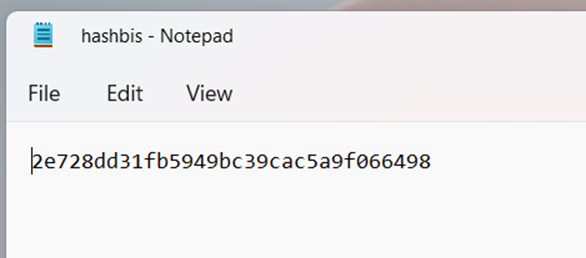 hashbis - Notepad
File Edit View
2e728dd31fb5949bc39cac5a9f066498